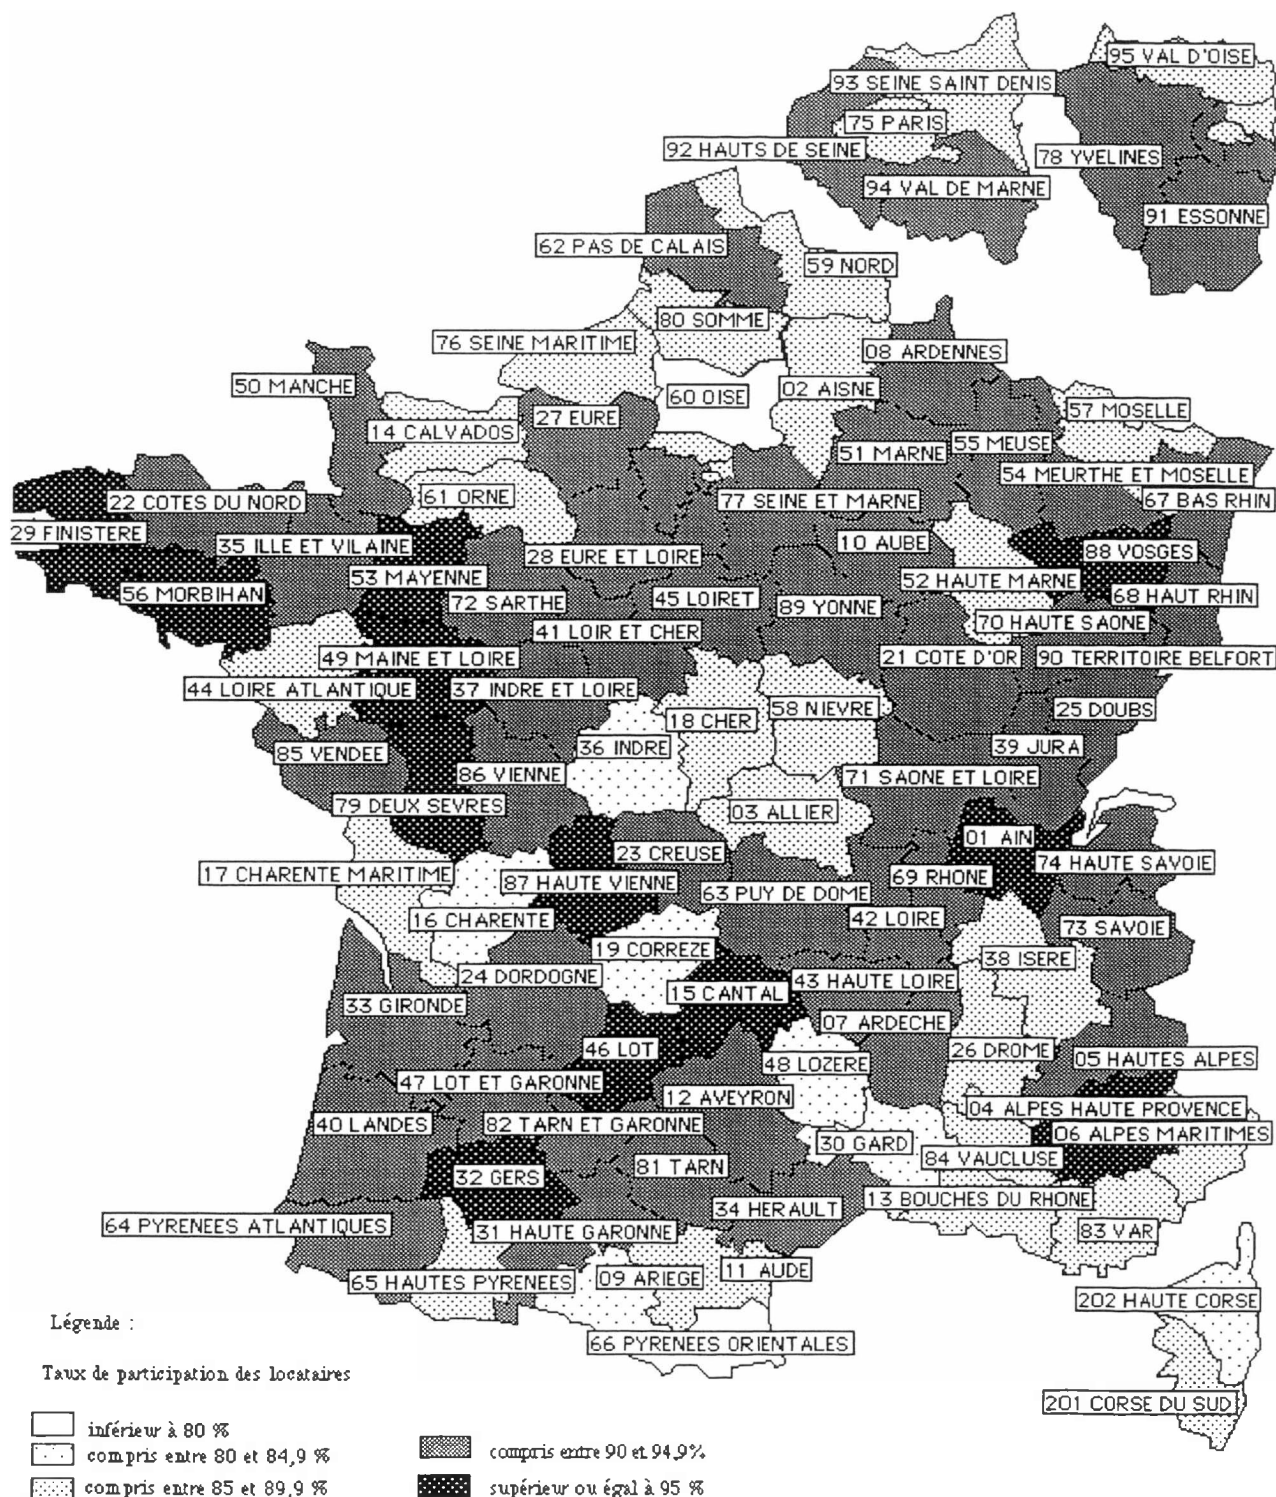 95 VAL D'OISE
93 SEINE SAINT DENIS
75 PARIS
92 HAUTS DE SEINE
78 YVELINES
94 VAL DE MARNE
91 ESSONNE
62 PAS DE CALAIS
59 NORD
80 SOMME
76 SEINE MARITIME
08 ARDENNES
50 MANCHE
60 OISE
02 AISNE
27 EURE
57 MOSELLE
14 CALVADOS
55 MEUSE
51 MARNE
54 MEURTHE ET MOSELLE
61 ORNE
22 COTES DU NORD
77 SEINE ET MARNE
67 BAS RHIN
29 FINISTERE
35 ILLE ET VILAINE
10 AUBE
88 VOSGES
28 EURE ET LOIRE
53 MAYENNE
52 HAUTE MARNE
56 MORBIHAN
72 SARTHE
45 LOIRET
89 YONNE
68 HAUT RHIN
70 HAUTE SAONE
41 LOIR ET CHER
49 MAINE ET LOIRE
21 COTE D'OR
90 TERRITOIRE BELFORT
44 LOIRE ATLANTIQUE
37 INDRE ET LOIRE
58 NIEVRE
25 DOUBS
18 CHER
36 INDRE
39 JURA
85 VENDEE
86 VIENNE
71 SAONE ET LOIRE
79 DEUX SEVRES
03 ALLIER
01 AIN
23 CREUSE
74 HAUTE SAVOIE
17 CHARENTE MARITIME
87 HAUTE VIENNE
69 RHONE
63 PUY DE DOME
16 CHARENTE
42 LOIRE
73 SAVOIE
19 CORREZE
38 ISERE
24 DORDOGNE
43 HAUTE LOIRE
15 CANTAL
33 GIRONDE
07 ARDECHE
46 LOT
26 DROME
05 HAUTES ALPES
48 LOZERE
47 LOT ET GARONNE
12 AVEYRON
04 ALPES HAUTE PROVENCE
40 LANDES
82 TARN ET GARONNE
06 ALPES MARITIMES
30 GARD
84 VAUCLUSE
81 TARN
32 GERS
13 BOUCHES DU RHONE
34 HERAULT
64 PYRENEES ATLANTIQUES
31 HAUTE GARONNE
83 VAR
11 AUDE
65 HAUTES PYRENEES
09 ARIEGE
202 HAUTE CORSE
66 PYRENEES ORIENTALES
201 CORSE DU SUD
Légende :
Taux de participation des locataires
inférieur à 80 %
compris entre 80 et 84,9 %
compris entre 85 et 89,9 %
compris entre 90 et 94,9%
supérieur ou égal à 95 %